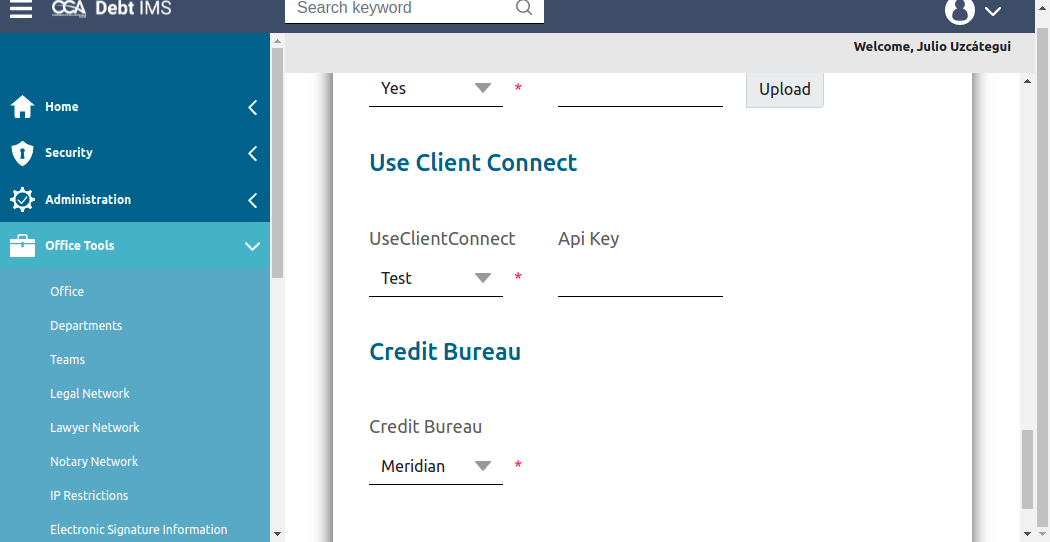 CGA Debt IMS
Search keyword
Welcome, Julio Uzcátegui
Home
Security
Administration
Office Tools
Office
Departments
Teams
Legal Network
Lawyer Network
Notary Network
IP Restrictions
Electronic Signature Information
Yes * Upload
Use Client Connect
UseClientConnect Api Key
Test *
Credit Bureau
Credit Bureau
Meridian *